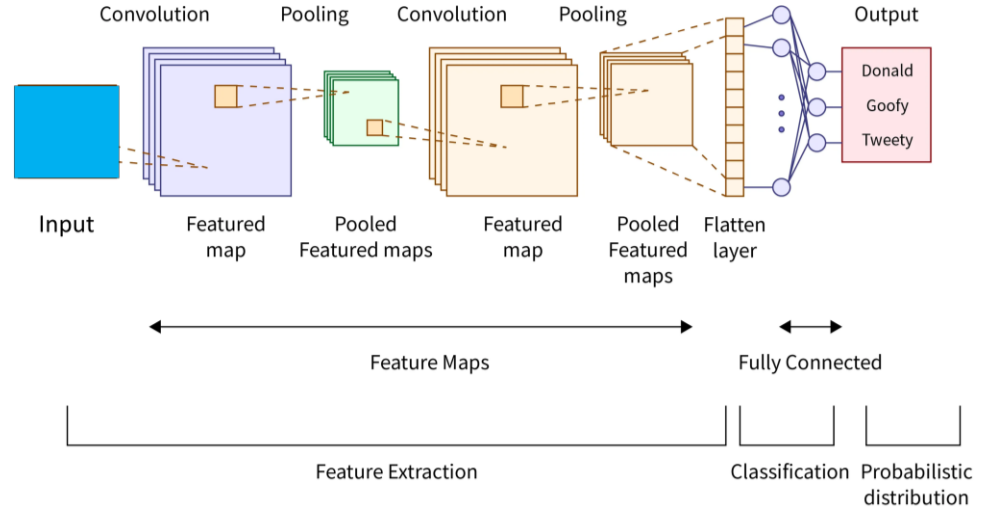 Convolution
Pooling
Convolution
Pooling
Output
Donald
Goofy
Tweety
Input
Featured
map
Pooled
Featured maps
Featured
map
Pooled
Featured
maps
Flatten
layer
Feature Maps
Fully Connected
Feature Extraction
Classification
Probabilistic
distribution